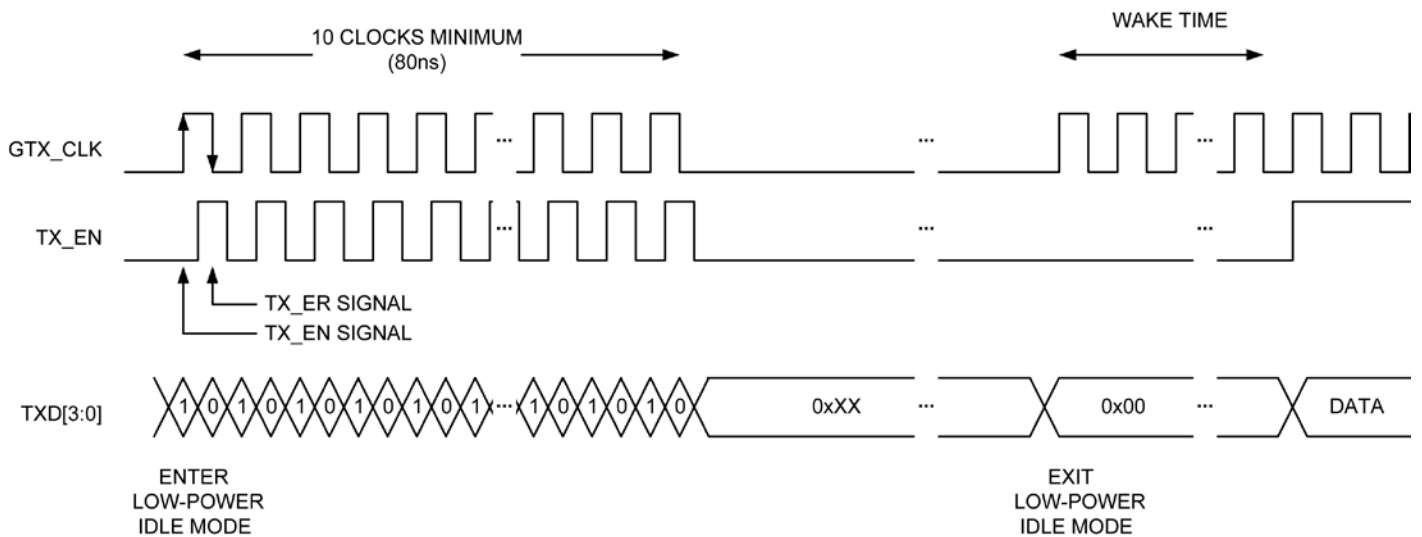 WAKE TIME
10 CLOCKS MINIMUM
(80ns)
GTX_CLK
...
...
...
TX_EN
...
...
...
TX_ER SIGNAL
TX_EN SIGNAL
TXD[3:0]
1 0 1 0 1 0 1 0 1 0 1 ... 1 0 1 0 1 0
0xXX
...
0x00
...
DATA
ENTER
LOW-POWER
IDLE MODE
EXIT
LOW-POWER
IDLE MODE